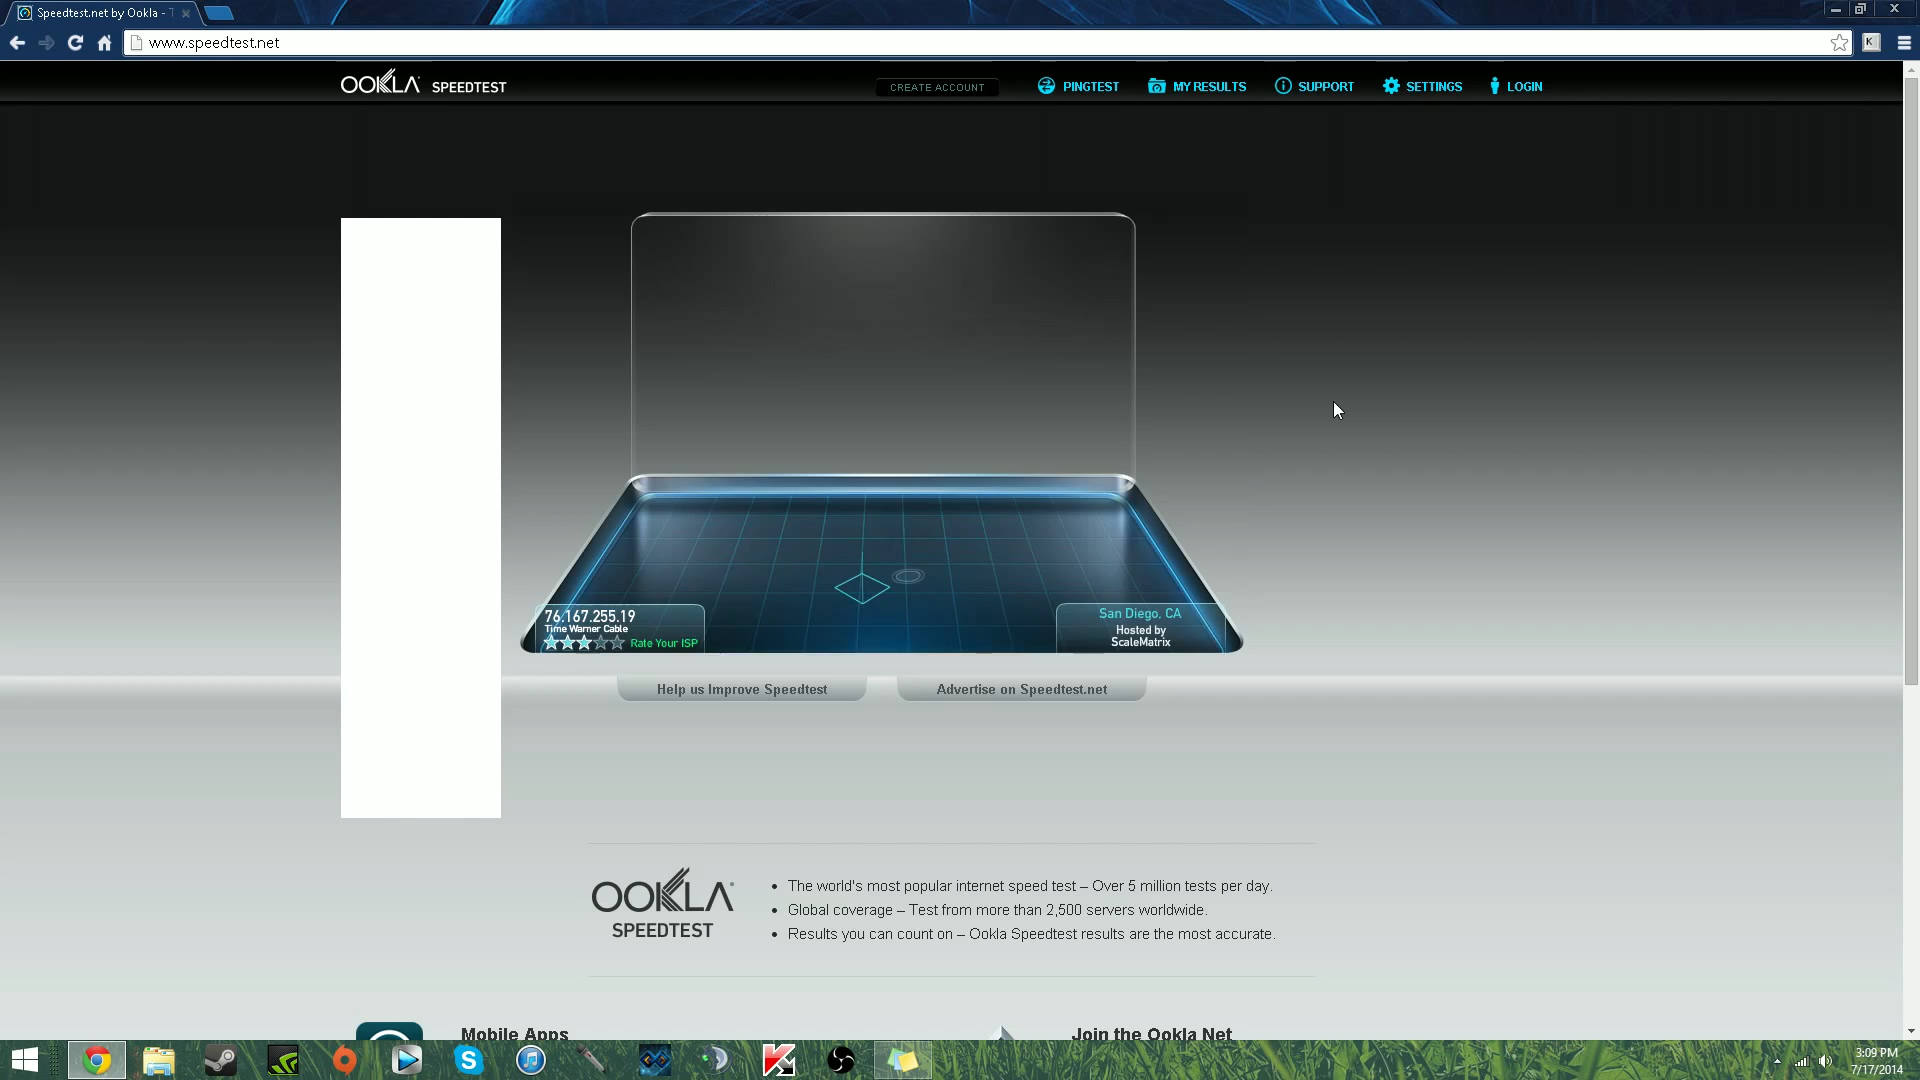 Speedtest.net by Ookla - T
www.speedtest.net
K
OOKLA SPEEDTEST
CREATE ACCOUNT
PINGTEST
MY RESULTS
SUPPORT
SETTINGS
LOGIN
76.167.255.19
Time Warner Cable
Rate Your ISP
San Diego, CA
Hosted by
ScaleMatrix
Help us Improve Speedtest
Advertise on Speedtest.net
OOKLA
SPEEDTEST
• The world's most popular internet speed test – Over 5 million tests per day.
• Global coverage – Test from more than 2,500 servers worldwide.
• Results you can count on – Ookla Speedtest results are the most accurate.
Mobile Apps
Join the Ookla Net
3:09 PM
7/17/2014